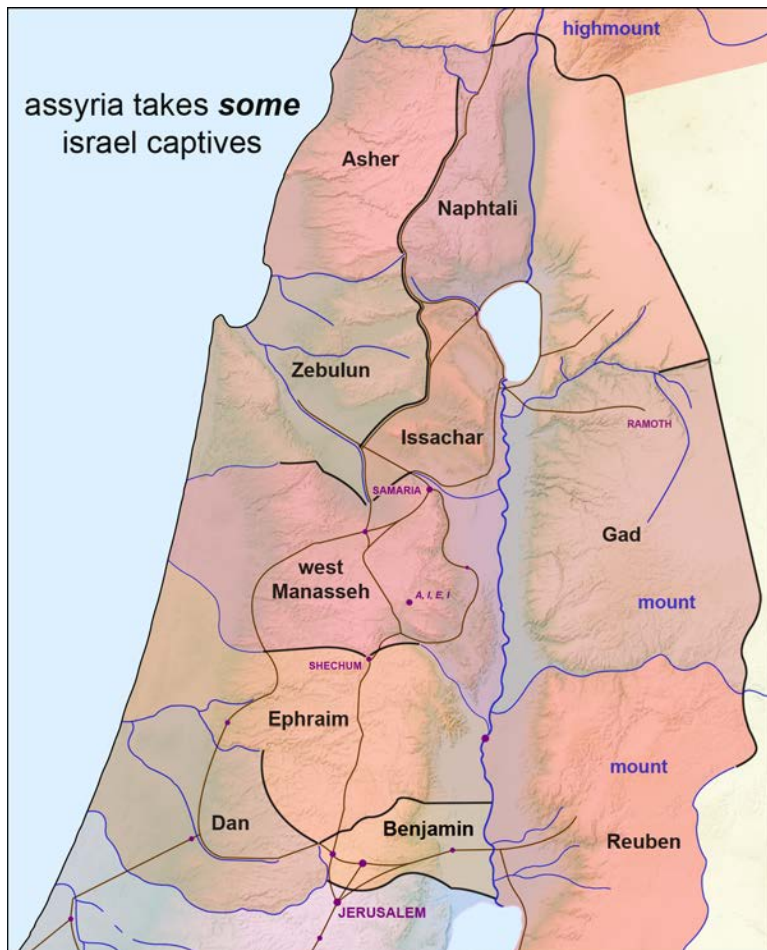 highmount
assyria takes some
israel captives
Asher
Naphtali
Zebulun
Issachar
RAMOTH
SAMARIA
Gad
west
Manasseh
A, I, E, I
mount
SHECHUM
Ephraim
mount
Dan
Benjamin
Reuben
JERUSALEM